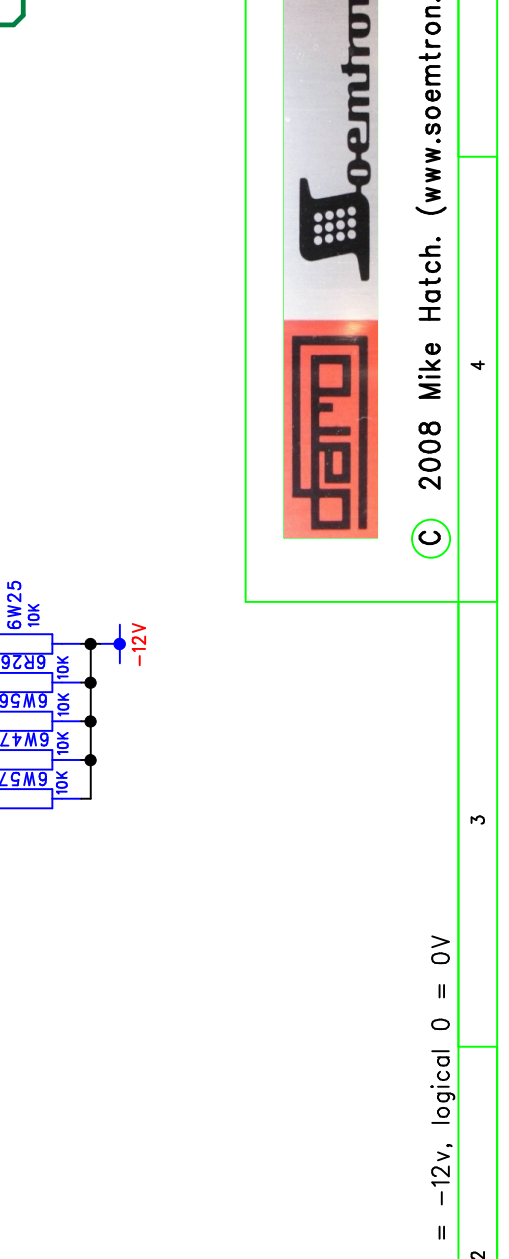 Soemtron
daro
© 2008 Mike Hatch. (www.soemtron.
4
3
2
6W25
10K
6R26
10K
6W56
10K
6W47
10K
6W57
10K
-12V
= -12v, logical 0 = 0V